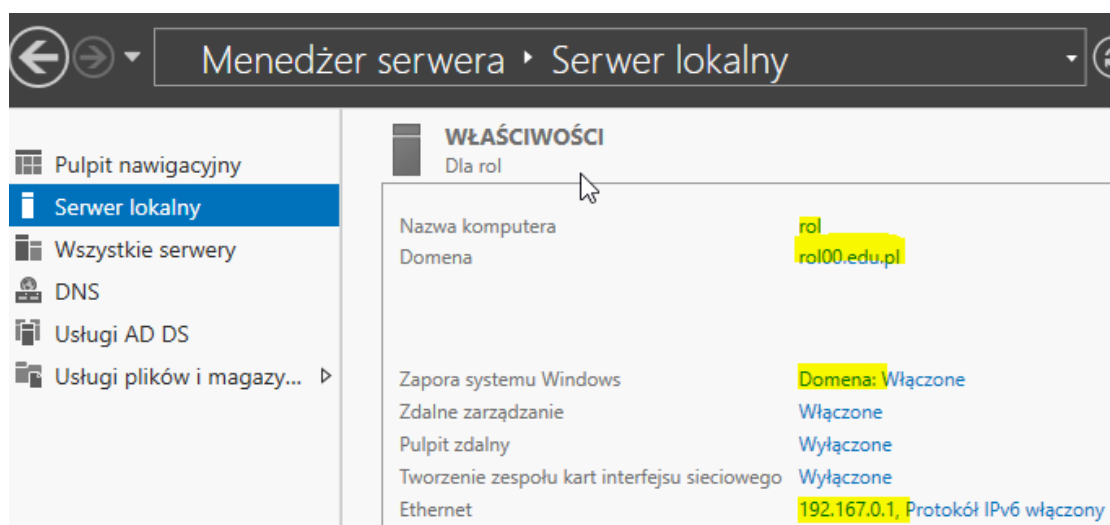 Menedżer serwera ‣ Serwer lokalny
Pulpit nawigacyjny
Serwer lokalny
Wszystkie serwery
DNS
Usługi AD DS
Usługi plików i magazy...
WŁAŚCIWOŚCI
Dla rol
Nazwa komputera rol
Domena rol00.edu.pl
Zapora systemu Windows Domena: Włączone
Zdalne zarządzanie Włączone
Pulpit zdalny Wyłączone
Tworzenie zespołu kart interfejsu sieciowego Wyłączone
Ethernet 192.167.0.1, Protokół IPv6 włączony